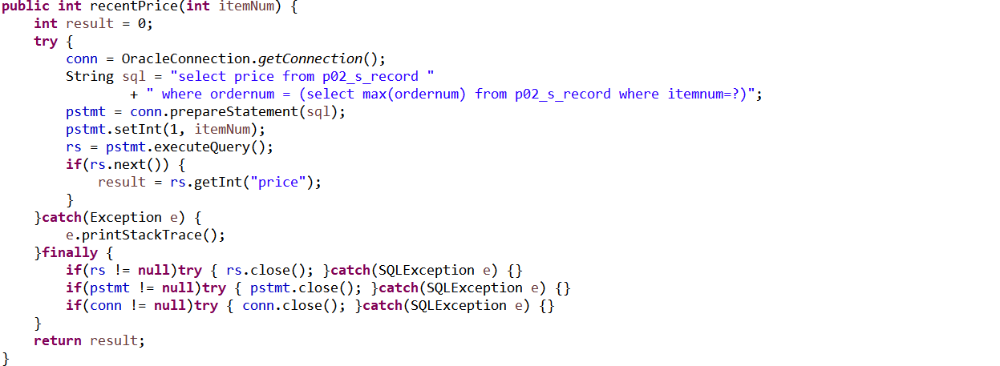 public int recentPrice(int itemNum) {
    int result = 0;
    try {
        conn = OracleConnection.getConnection();
        String sql = "select price from p02_s_record "
                + " where ordernum = (select max(ordernum) from p02_s_record where itemnum=?)";
        pstmt = conn.prepareStatement(sql);
        pstmt.setInt(1, itemNum);
        rs = pstmt.executeQuery();
        if(rs.next()) {
            result = rs.getInt("price");
        }
    }catch(Exception e) {
        e.printStackTrace();
    }finally {
        if(rs != null)try { rs.close(); }catch(SQLException e) {}
        if(pstmt != null)try { pstmt.close(); }catch(SQLException e) {}
        if(conn != null)try { conn.close(); }catch(SQLException e) {}
    }
    return result;
}